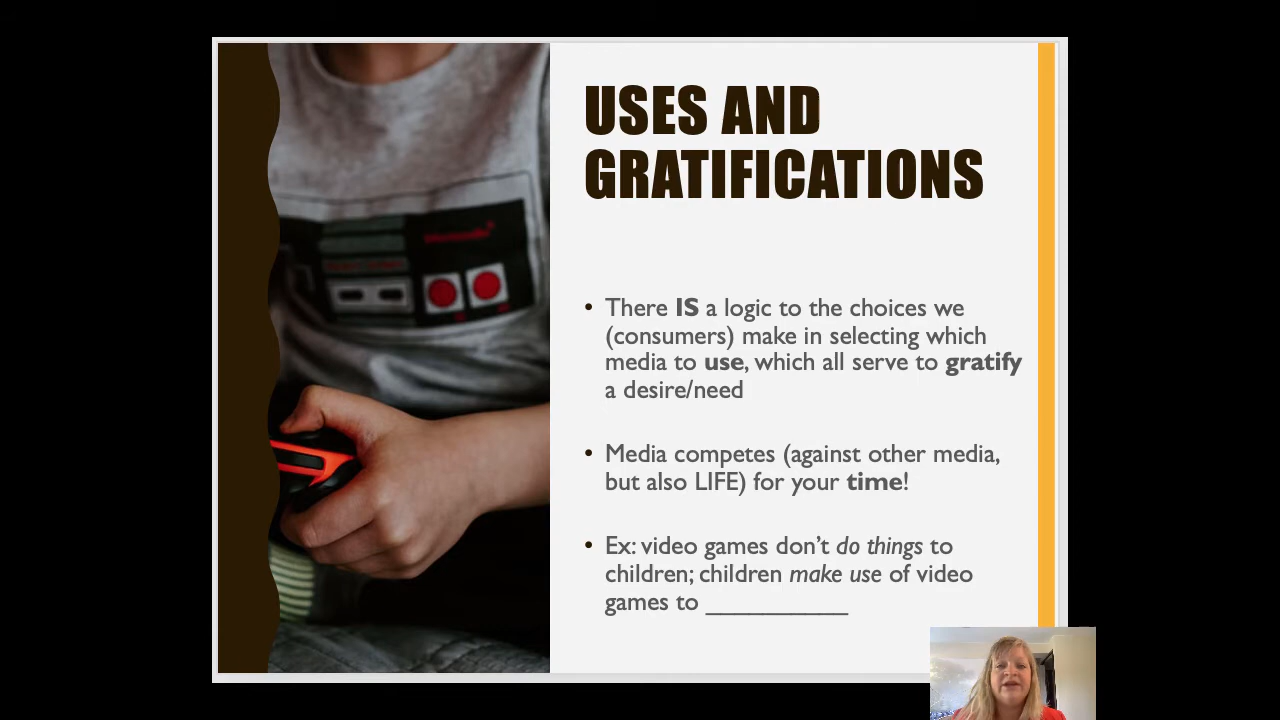 USES AND
GRATIFICATIONS
• There IS a logic to the choices we
(consumers) make in selecting which
media to use, which all serve to gratify
a desire/need
• Media competes (against other media,
but also LIFE) for your time!
• Ex: video games don’t do things to
children; children make use of video
games to ___________
Nintendo